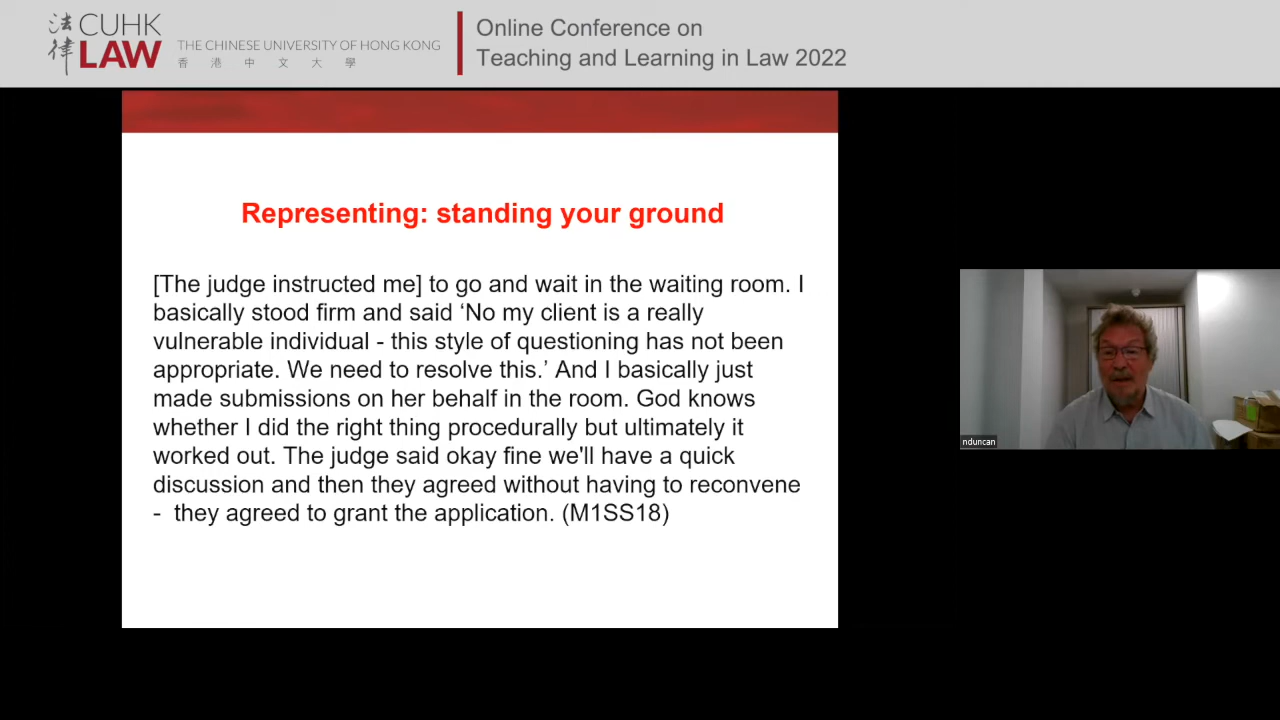 法律
CUHK
LAW
THE CHINESE UNIVERSITY OF HONG KONG
香港中文大學
Online Conference on
Teaching and Learning in Law 2022
Representing: standing your ground
[The judge instructed me] to go and wait in the waiting room. I
basically stood firm and said ‘No my client is a really
vulnerable individual - this style of questioning has not been
appropriate. We need to resolve this.’ And I basically just
made submissions on her behalf in the room. God knows
whether I did the right thing procedurally but ultimately it
worked out. The judge said okay fine we'll have a quick
discussion and then they agreed without having to reconvene
- they agreed to grant the application. (M1SS18)
nduncan